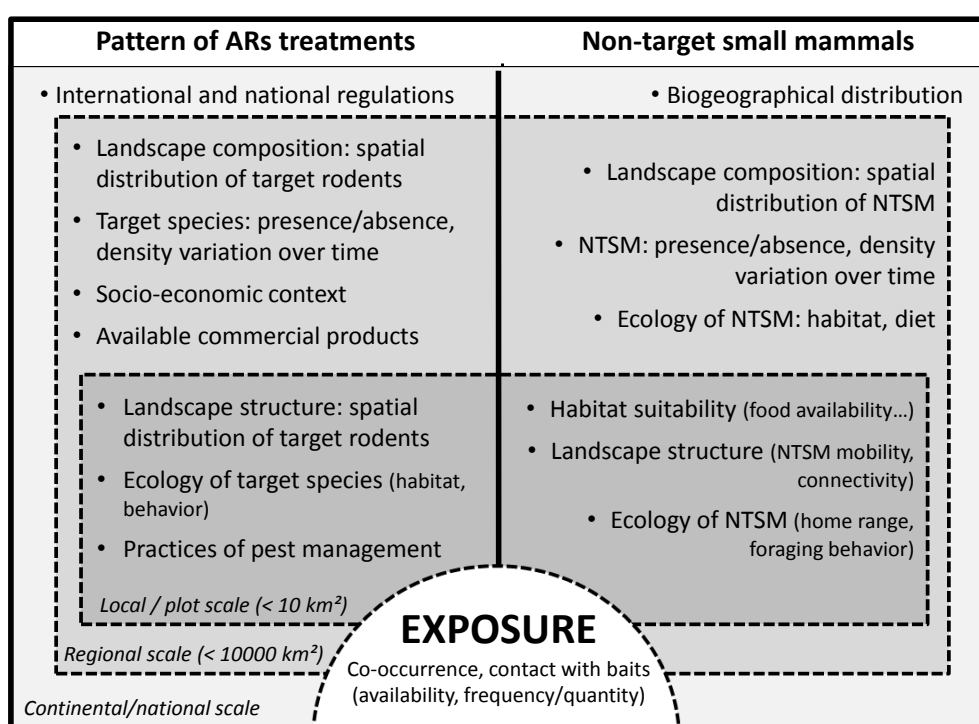 Pattern of ARs treatments
Non-target small mammals
• International and national regulations
• Biogeographical distribution
• Landscape composition: spatial
distribution of target rodents
• Target species: presence/absence,
density variation over time
• Socio-economic context
• Available commercial products
• Landscape composition: spatial
distribution of NTSM
• NTSM: presence/absence, density
variation over time
• Ecology of NTSM: habitat, diet
• Landscape structure: spatial
distribution of target rodents
• Ecology of target species (habitat,
behavior)
• Practices of pest management
• Habitat suitability (food availability...)
• Landscape structure (NTSM mobility,
connectivity)
• Ecology of NTSM (home range,
foraging behavior)
Local / plot scale (< 10 km²)
Regional scale (< 10000 km²)
Continental/national scale
EXPOSURE
Co-occurrence, contact with baits
(availability, frequency/quantity)